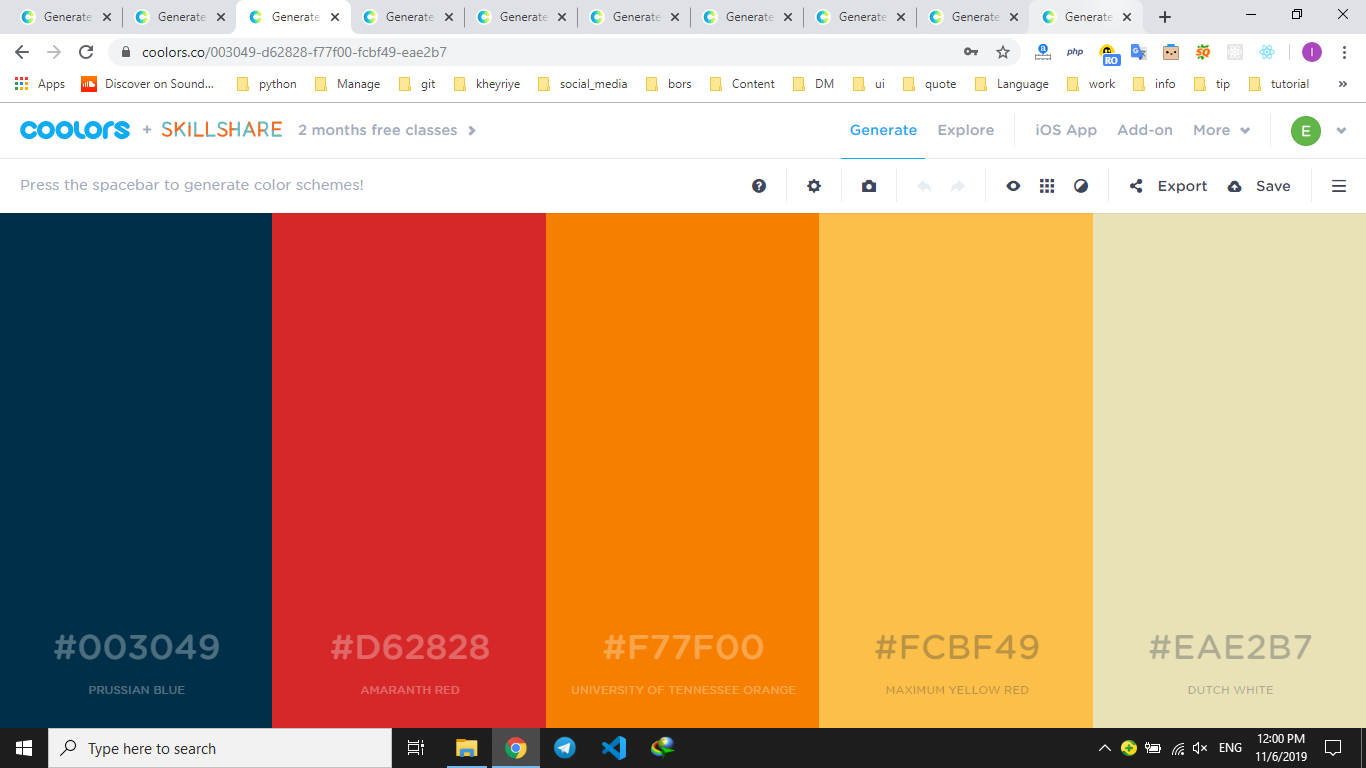 Generate Generate Generate Generate Generate Generate Generate Generate Generate Generate
coolors.co/003049-d62828-f77f00-fcbf49-eae2b7
php
RO
I
Apps Discover on Sound... python Manage git kheyriye social_media bors Content DM ui quote Language work info tip tutorial »
coolors + SKILLSHARE 2 months free classes
Generate Explore iOS App Add-on More E
Press the spacebar to generate color schemes!
Export Save
#003049 #D62828 #F77F00 #FCBF49 #EAE2B7
PRUSSIAN BLUE AMARANTH RED UNIVERSITY OF TENNESSEE ORANGE MAXIMUM YELLOW RED DUTCH WHITE
Type here to search
ENG
12:00 PM
11/6/2019